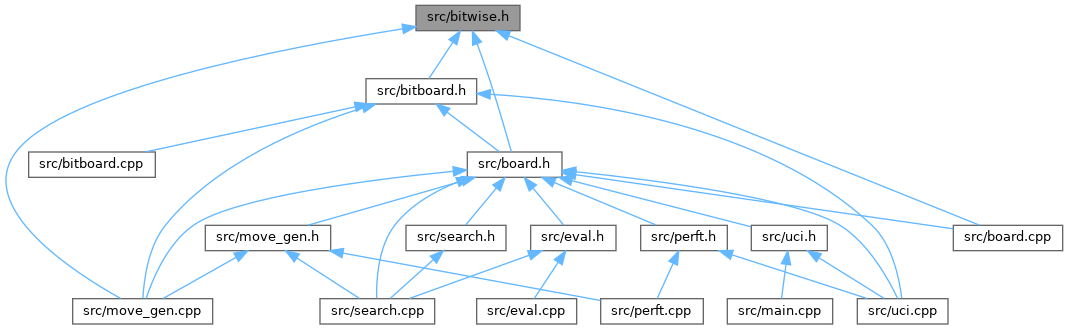 src/bitwise.h
src/bitboard.h
src/bitboard.cpp
src/board.h
src/move_gen.h
src/search.h
src/eval.h
src/perft.h
src/uci.h
src/board.cpp
src/move_gen.cpp
src/search.cpp
src/eval.cpp
src/perft.cpp
src/main.cpp
src/uci.cpp